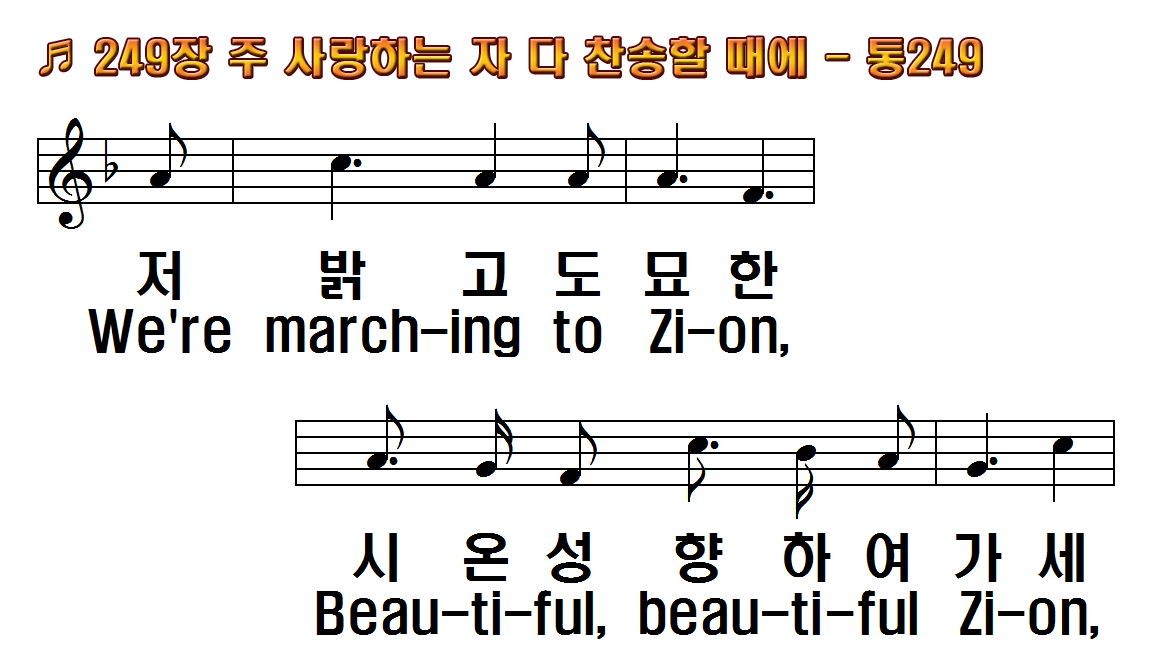 ♬ 249장 주 사랑하는 자 다 찬송할 때에 - 통249
저 밝 고 도 묘 한
We're march-ing to Zi-on,
시 온 성 향 하 여 가 세
Beau-ti-ful, beau-ti-ful Zi-on,